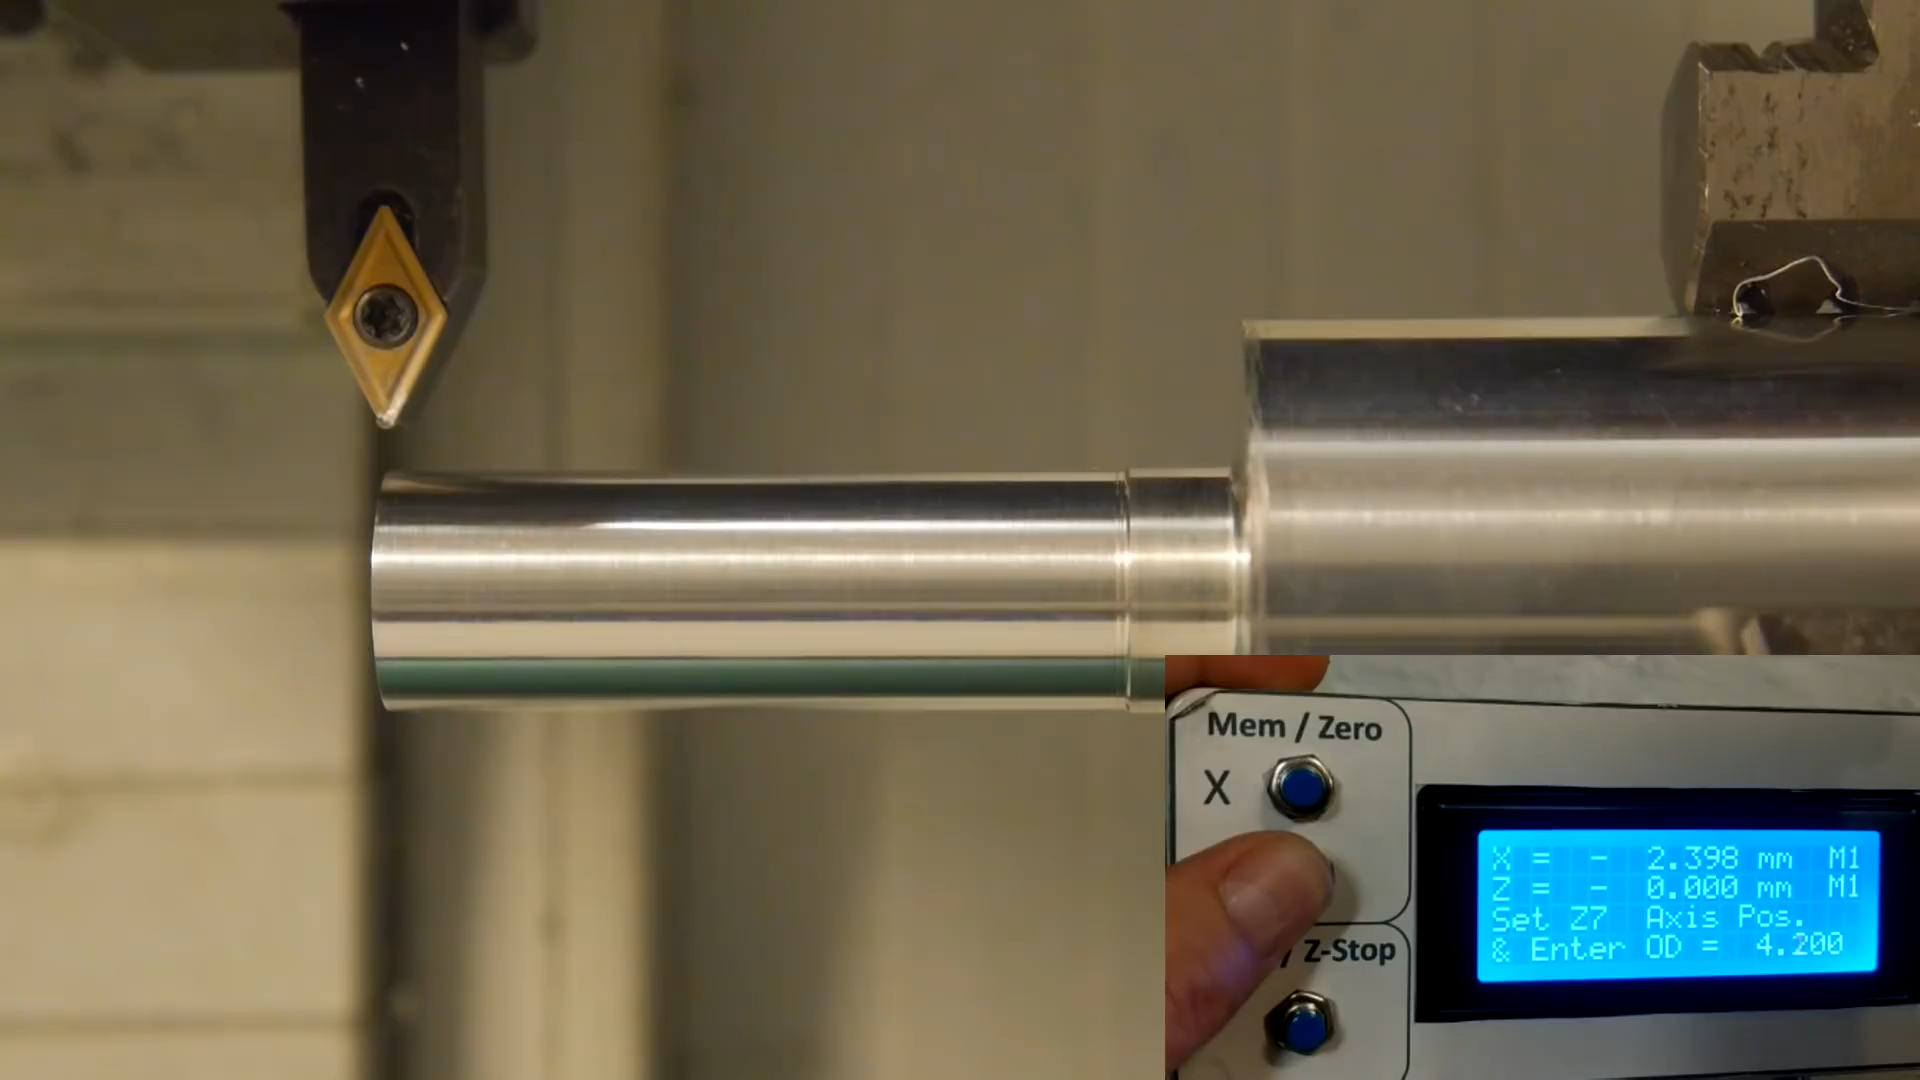 Mem / Zero
X
/ Z-Stop
X = - 2.398 mm M1
Z = - 0.000 mm M1
Set Z7 Axis Pos.
& Enter OD = 4.200